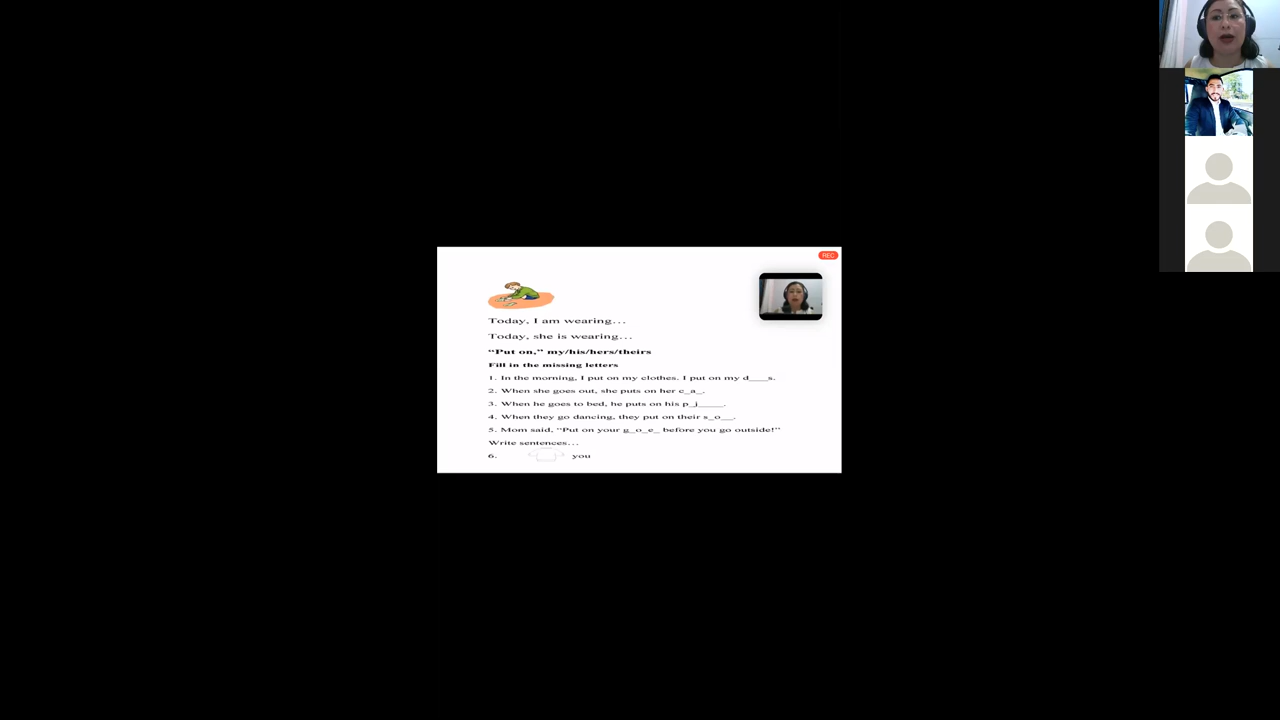 REC
Today, I am wearing…
Today, she is wearing…
“Put on,” my/his/hers/theirs
Fill in the missing letters
1. In the morning, I put on my clothes. I put on my d___s.
2. When she goes out, she puts on her c_a_.
3. When he goes to bed, he puts on his p_j____.
4. When they go dancing, they put on their s_o__.
5. Mom said, “Put on your g_o_e_ before you go outside!”
Write sentences…
6. you